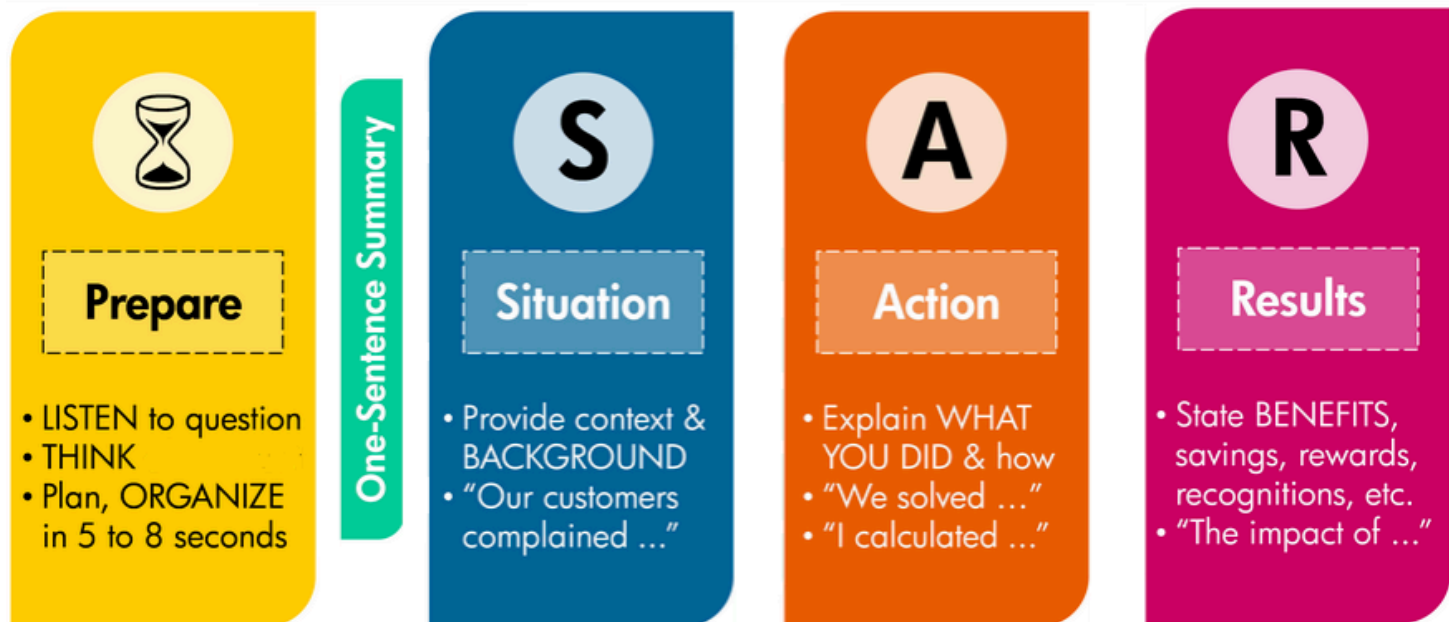 Prepare
• LISTEN to question
• THINK
• Plan, ORGANIZE
in 5 to 8 seconds
One-Sentence Summary
S
Situation
• Provide context &
BACKGROUND
• “Our customers
complained ...”
A
Action
• Explain WHAT
YOU DID & how
• “We solved ...”
• “I calculated ...”
R
Results
• State BENEFITS,
savings, rewards,
recognitions, etc.
• “The impact of ...”